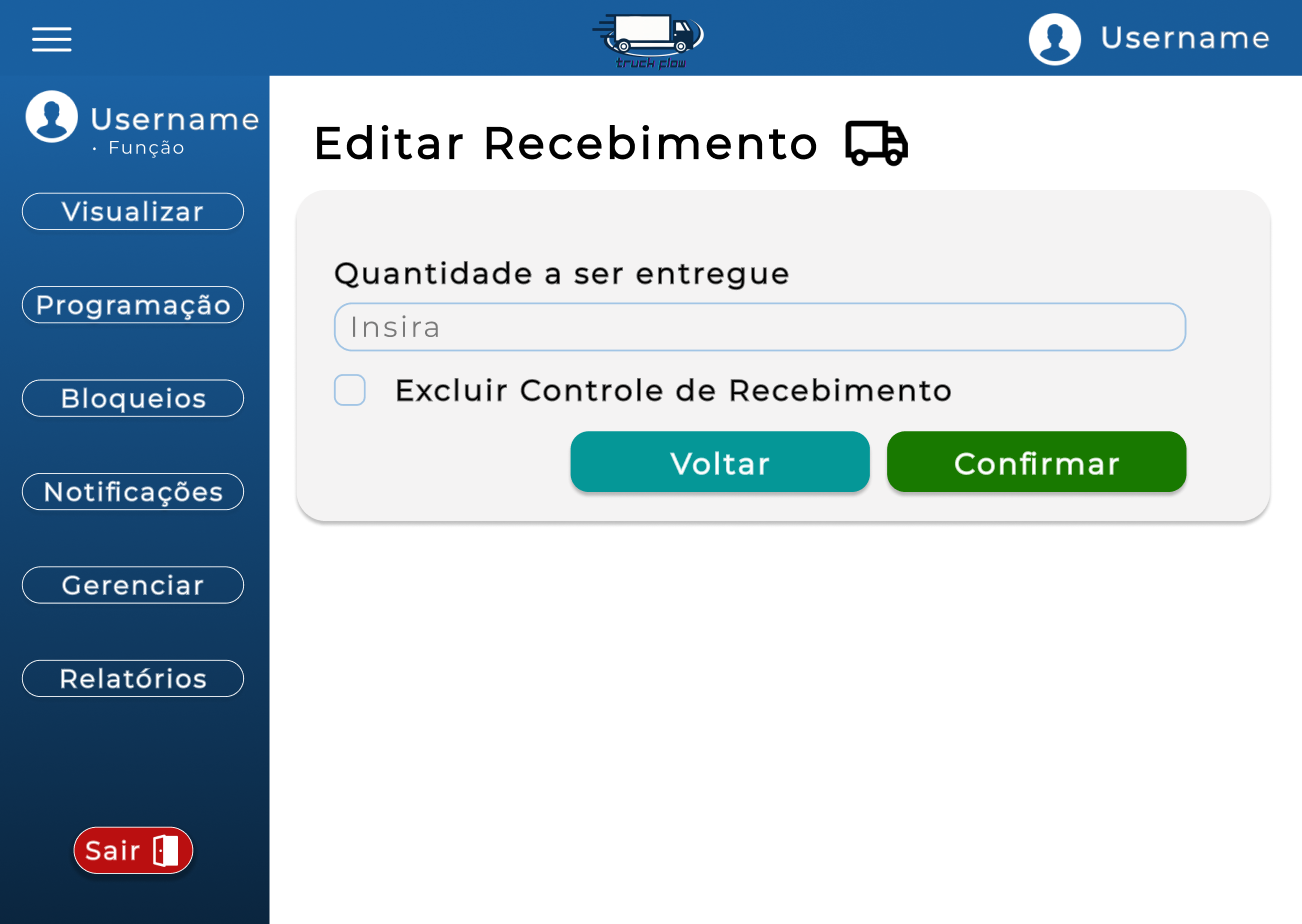 truck flow
Username
Username
· Função
Visualizar
Programação
Bloqueios
Notificações
Gerenciar
Relatórios
Sair
Editar Recebimento
Quantidade a ser entregue
Insira
Excluir Controle de Recebimento
Voltar
Confirmar